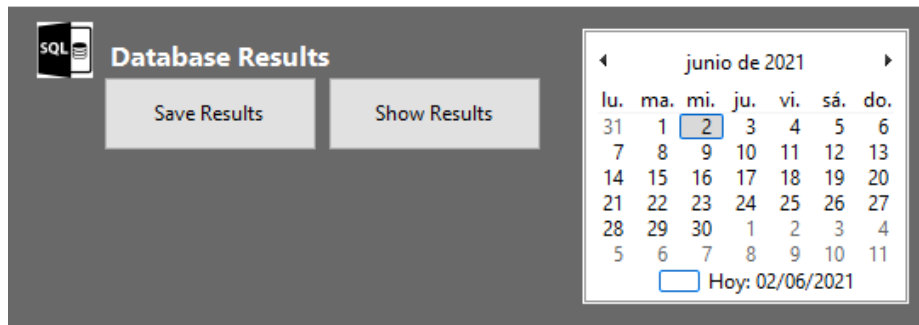 SQL
Database Results
Save Results
Show Results
junio de 2021
lu. ma. mi. ju. vi. sá. do.
31 1 2 3 4 5 6
7 8 9 10 11 12 13
14 15 16 17 18 19 20
21 22 23 24 25 26 27
28 29 30 1 2 3 4
5 6 7 8 9 10 11
Hoy: 02/06/2021